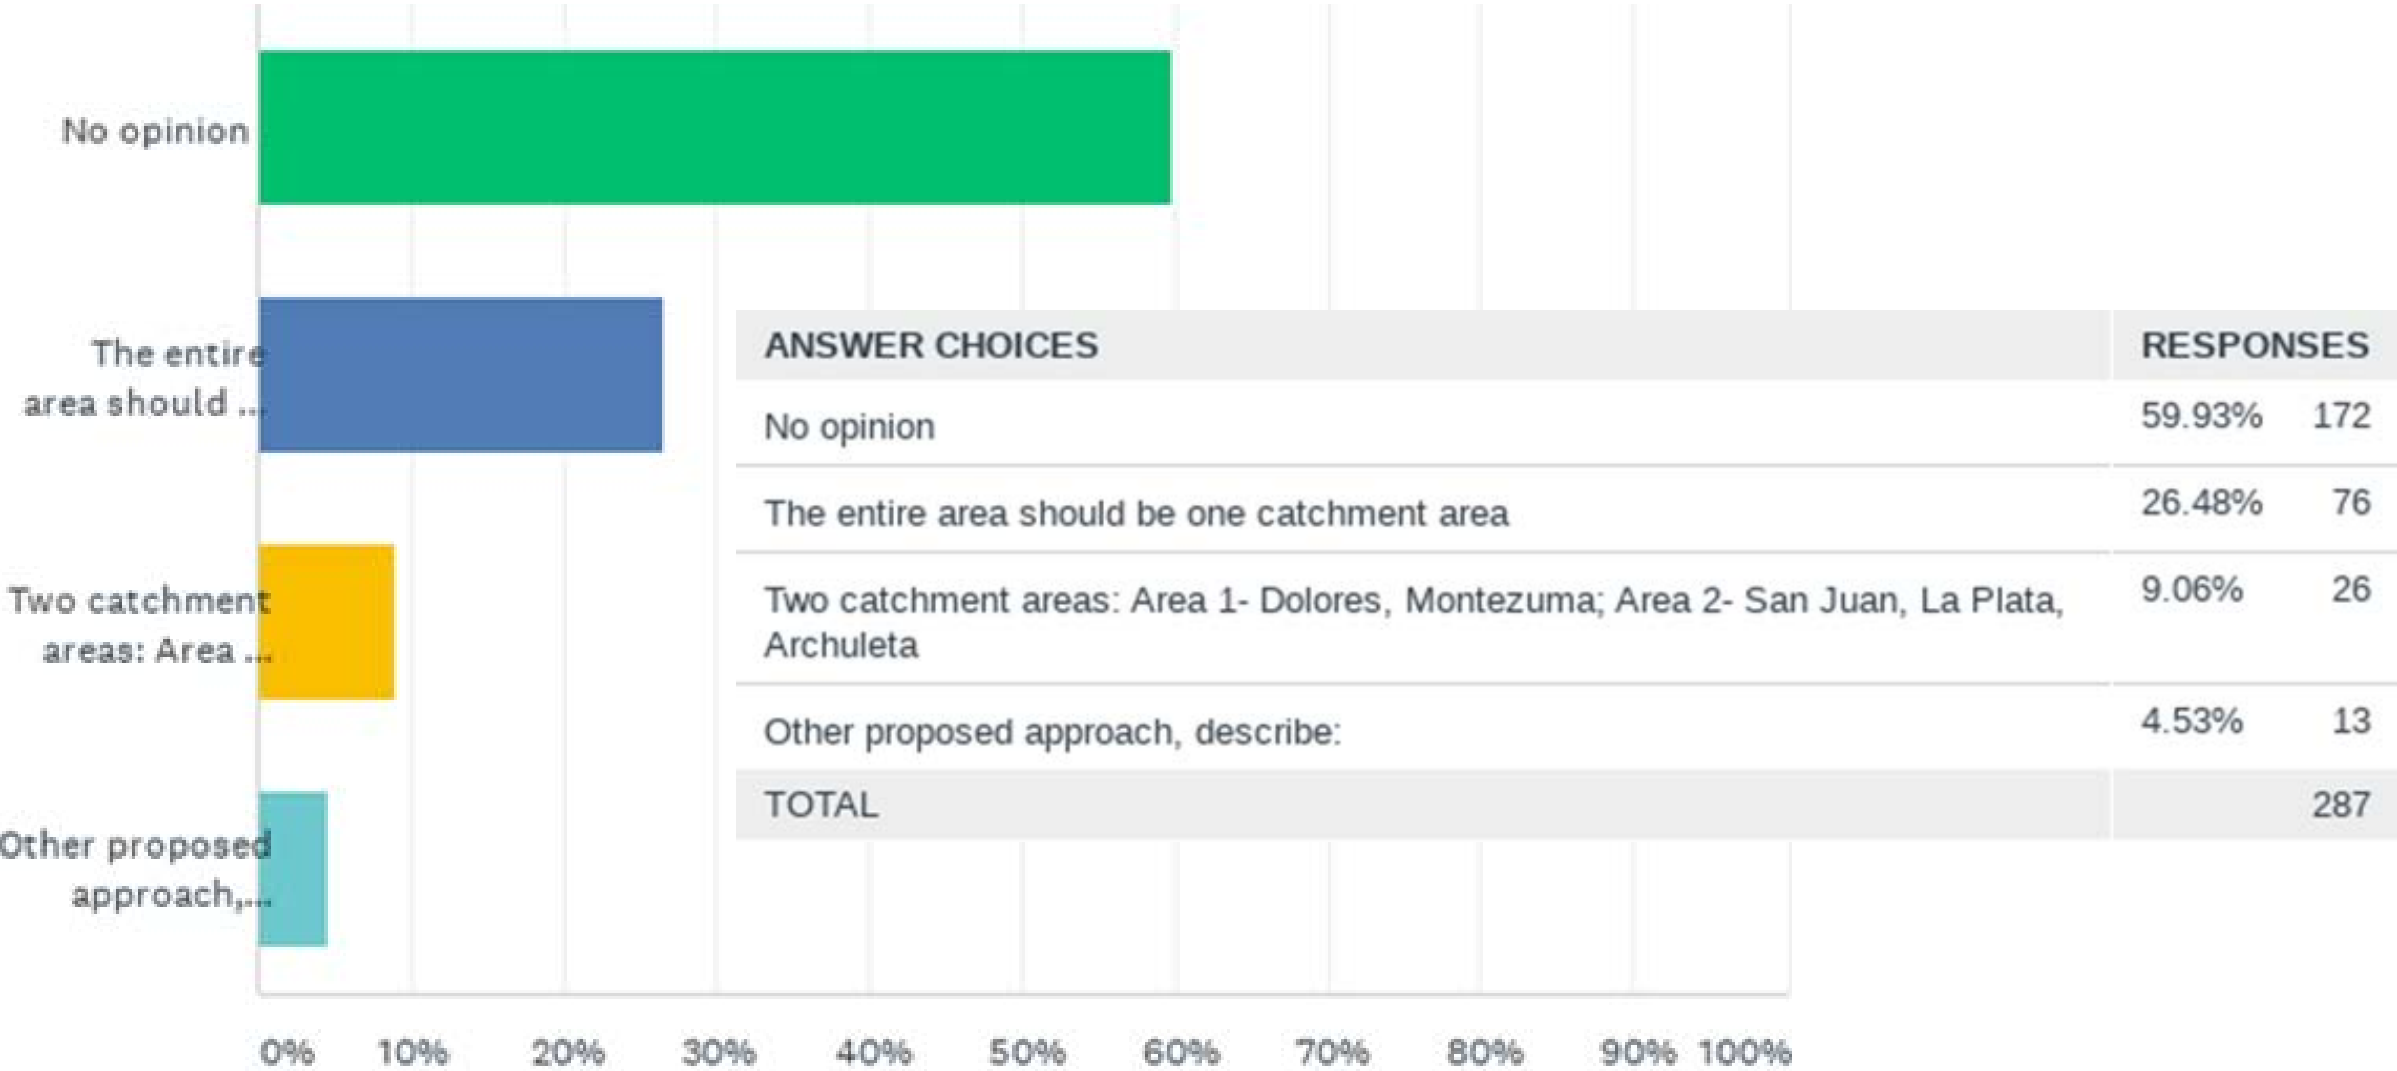 No opinion
The entire
area should ...
Two catchment
areas: Area ...
Other proposed
approach,...
0% 10% 20% 30% 40% 50% 60% 70% 80% 90% 100%
ANSWER CHOICES RESPONSES
No opinion 59.93% 172
The entire area should be one catchment area 26.48% 76
Two catchment areas: Area 1- Dolores, Montezuma; Area 2- San Juan, La Plata, 9.06% 26
Archuleta
Other proposed approach, describe: 4.53% 13
TOTAL 287